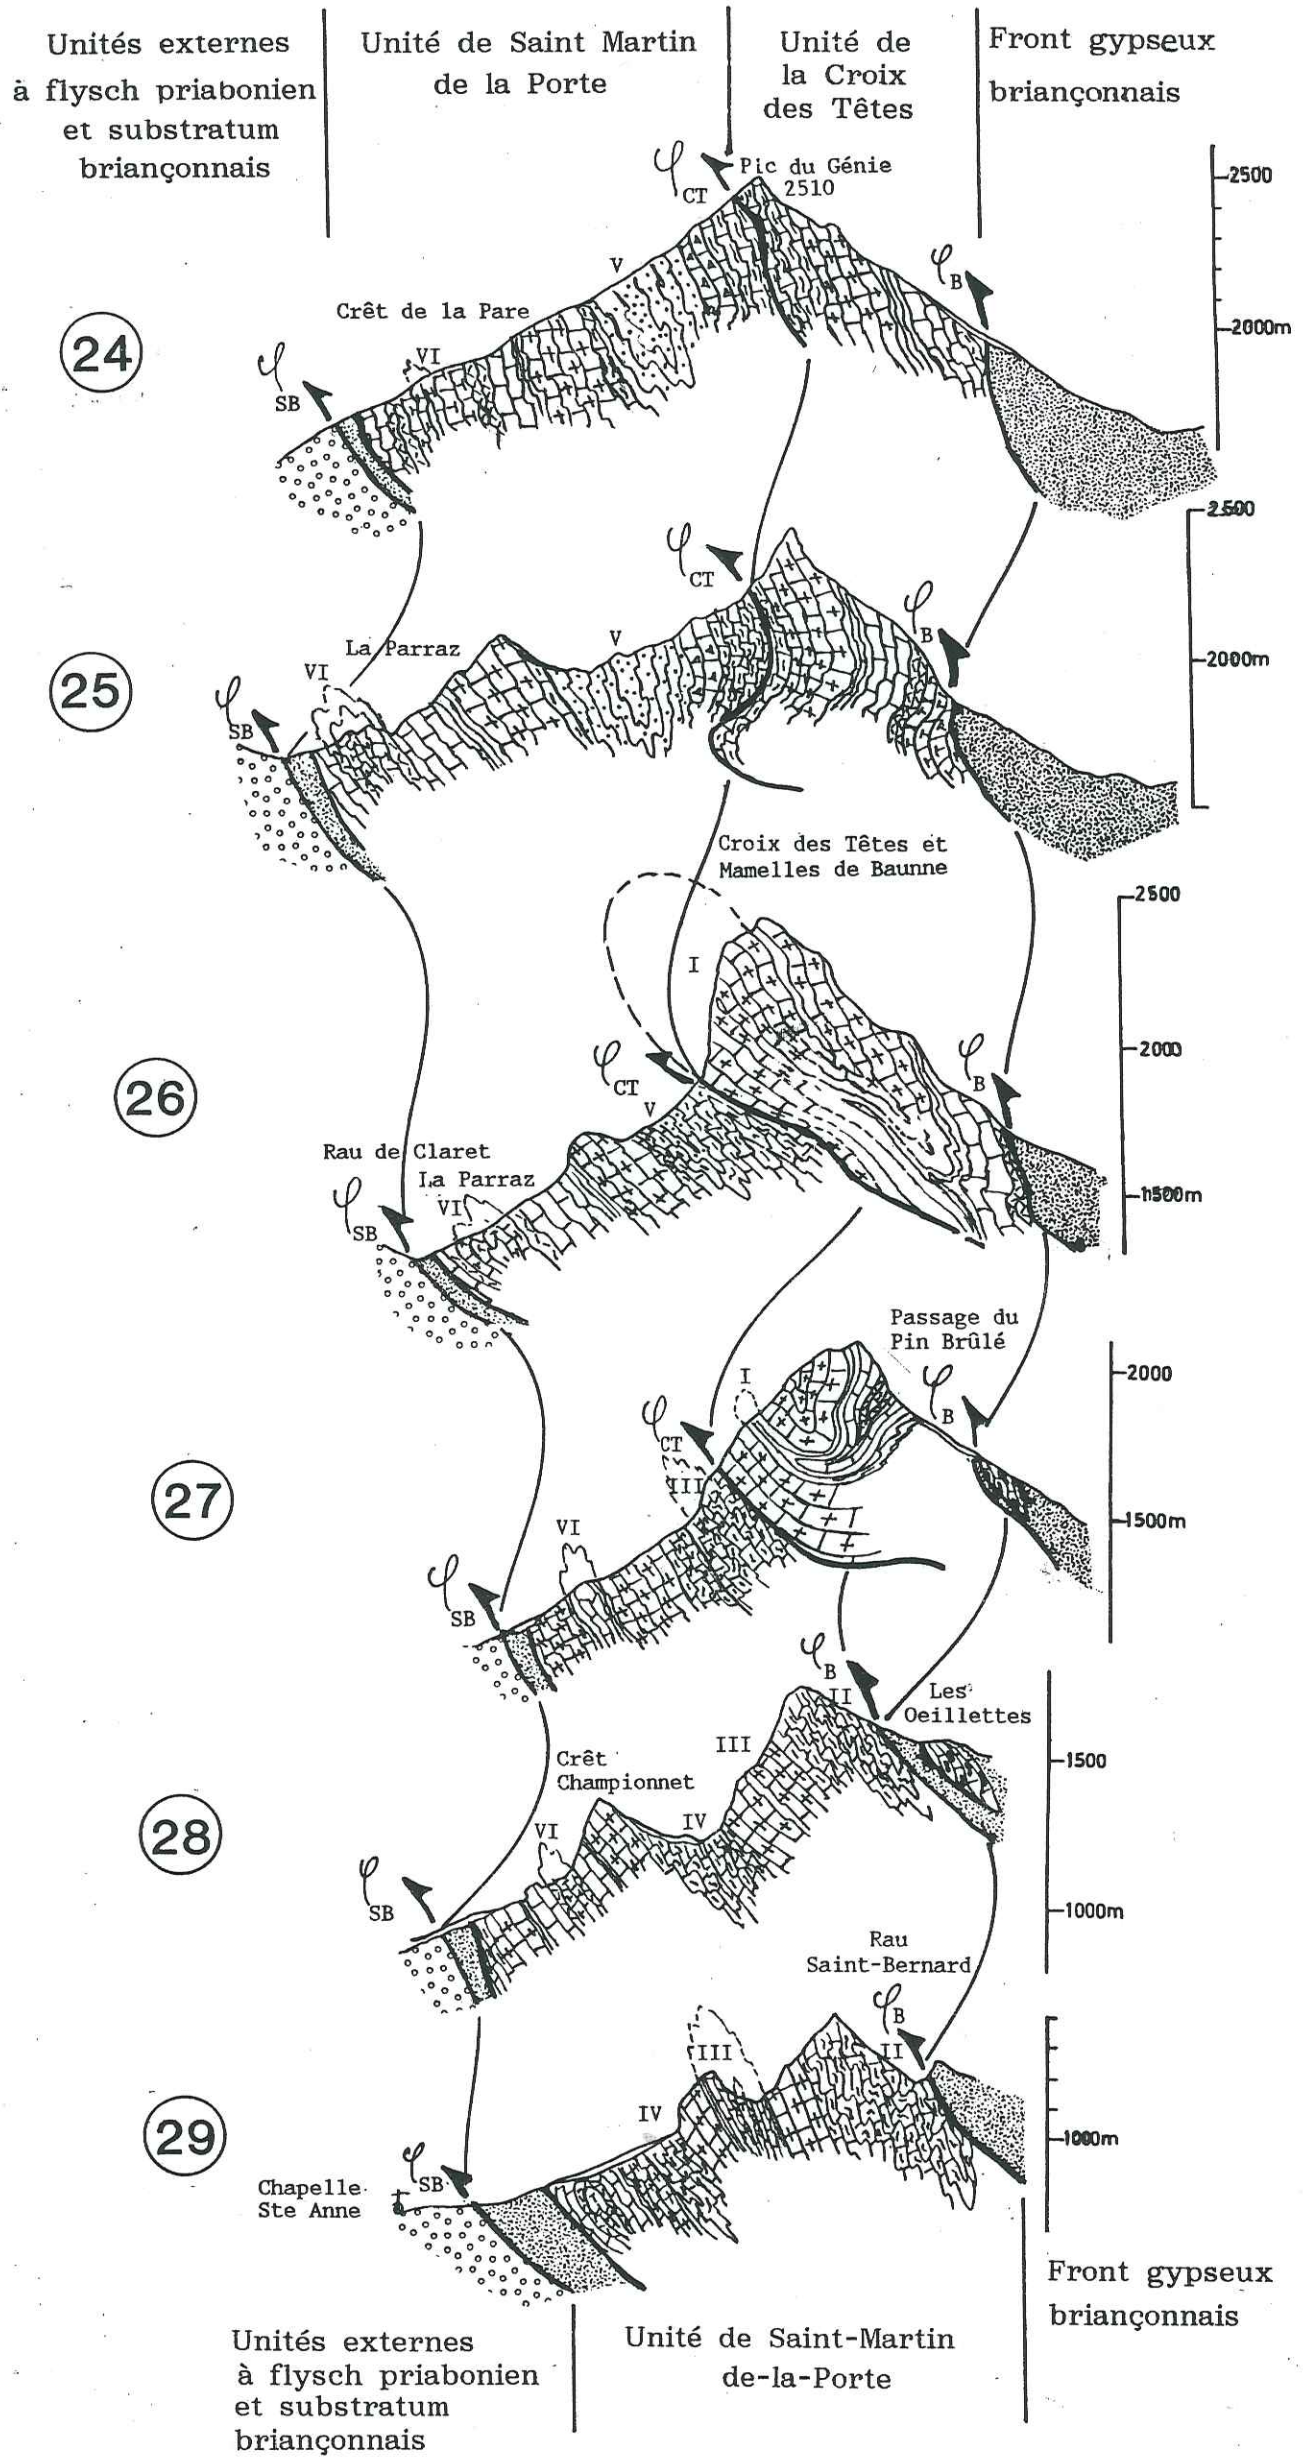 Unités externes
à flysch priabonien
et substratum
briançonnais
Unité de Saint Martin
de la Porte
Unité de
la Croix
des Têtes
Front gypseux
briançonnais
24
φ CT
Pic du Génie
2510
2500
V
φ B
Crêt de la Pare
2000m
VI
φ SB
25
2500
φ CT
φ B
La Parraz
V
VI
2000m
φ SB
Croix des Têtes et
Mamelles de Baunne
26
2500
I
2000
φ CT
φ B
V
Rau de Claret
La Parraz
VI
φ SB
1500m
27
Passage du
Pin Brûlé
2000
I
φ B
φ CT
III
1500m
VI
φ SB
28
φ B
II
Les
Oeillettes
III
1500
Crêt
Championnet
IV
VI
φ SB
1000m
29
Rau
Saint-Bernard
φ B
III
II
IV
1000m
φ SB
Chapelle
Ste Anne
Unités externes
à flysch priabonien
et substratum
briançonnais
Unité de Saint-Martin
de-la-Porte
Front gypseux
briançonnais